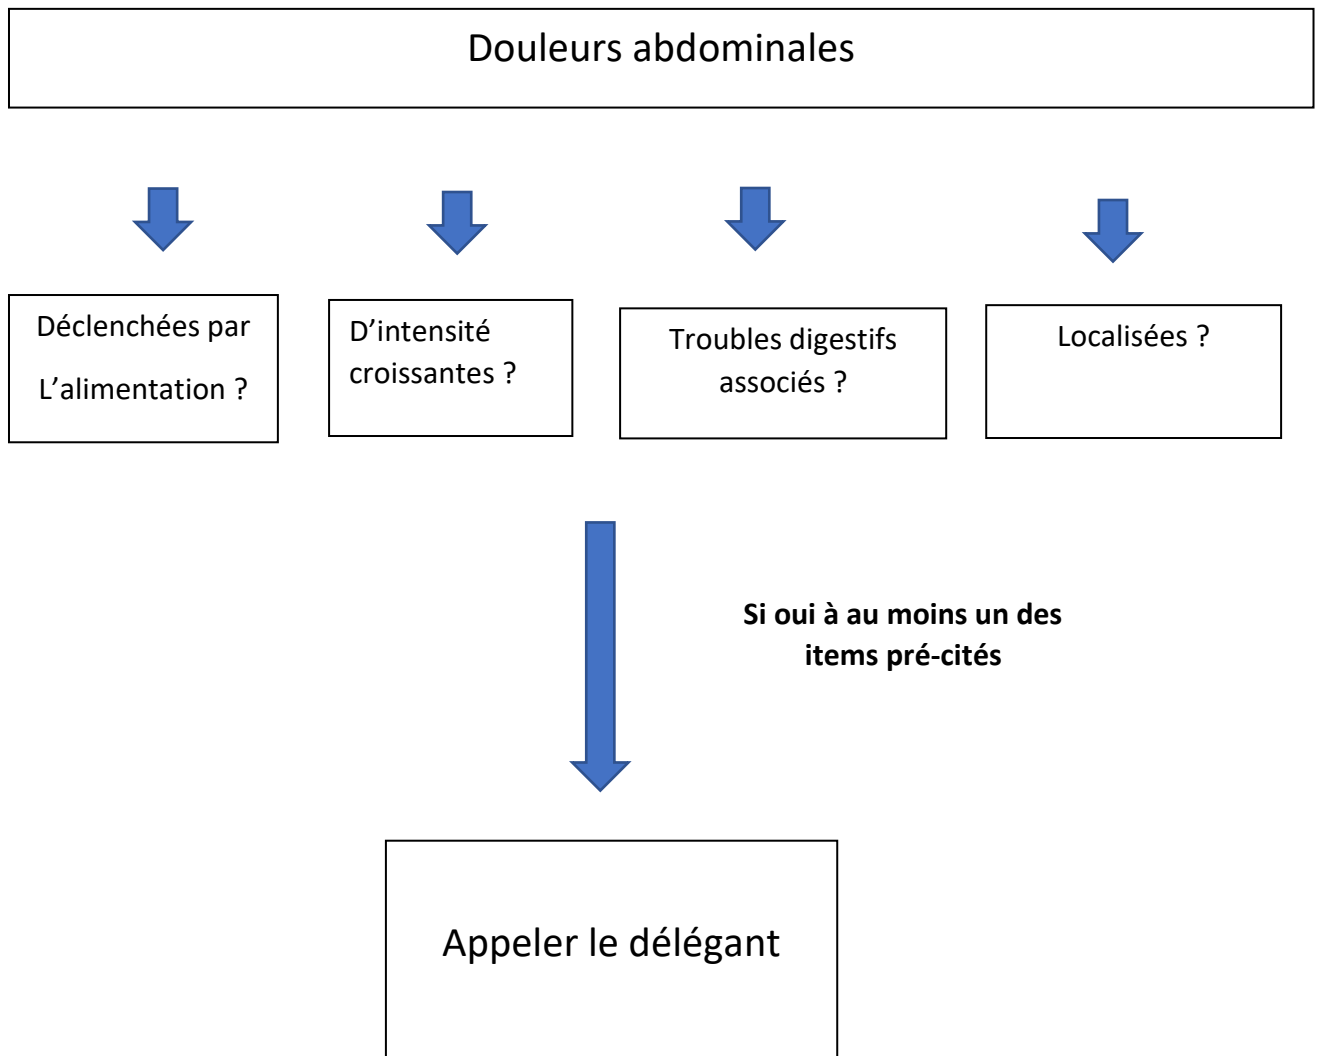 Douleurs abdominales
Déclenchées par
L’alimentation ?
D’intensité
croissantes ?
Troubles digestifs
associés ?
Localisées ?
Si oui à au moins un des
items pré-cités
Appeler le délégant